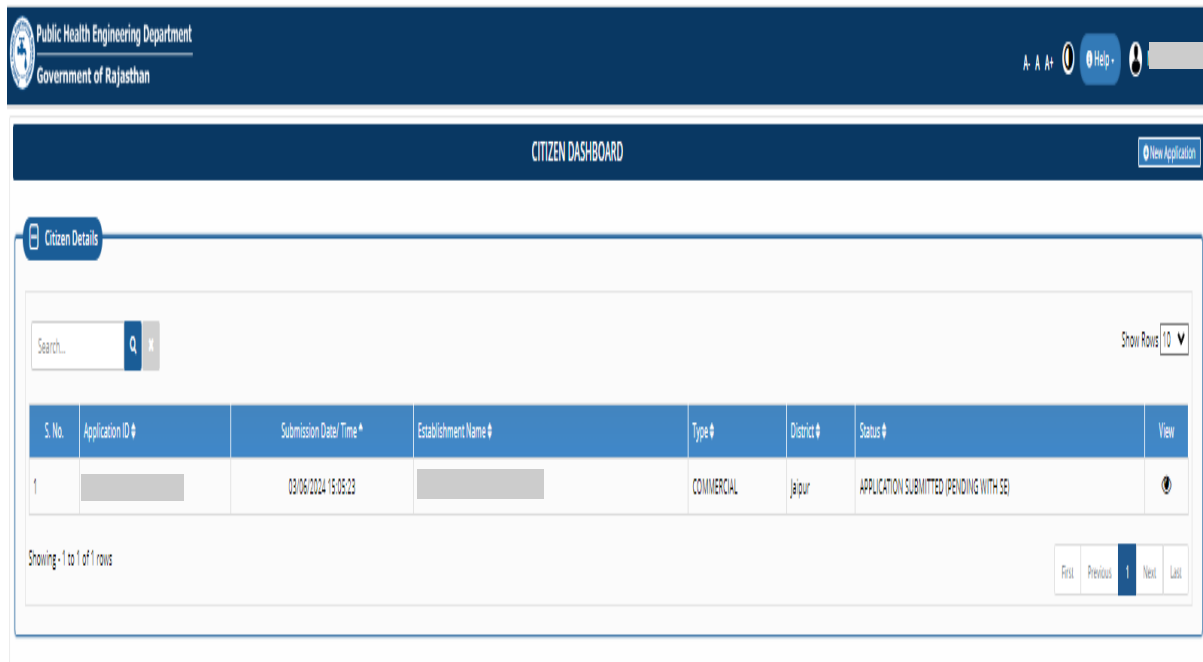 Public Health Engineering Department
Government of Rajasthan
A- A A+ Help
CITIZEN DASHBOARD
New Application
Citizen Details
Search...
Show Rows 10
S. No. Application ID Submission Date/ Time Establishment Name Type District Status View
1 03/06/2024 15:05:23 COMMERCIAL Jaipur APPLICATION SUBMITTED (PENDING WITH SE)
Showing - 1 to 1 of 1 rows
First Previous 1 Next Last